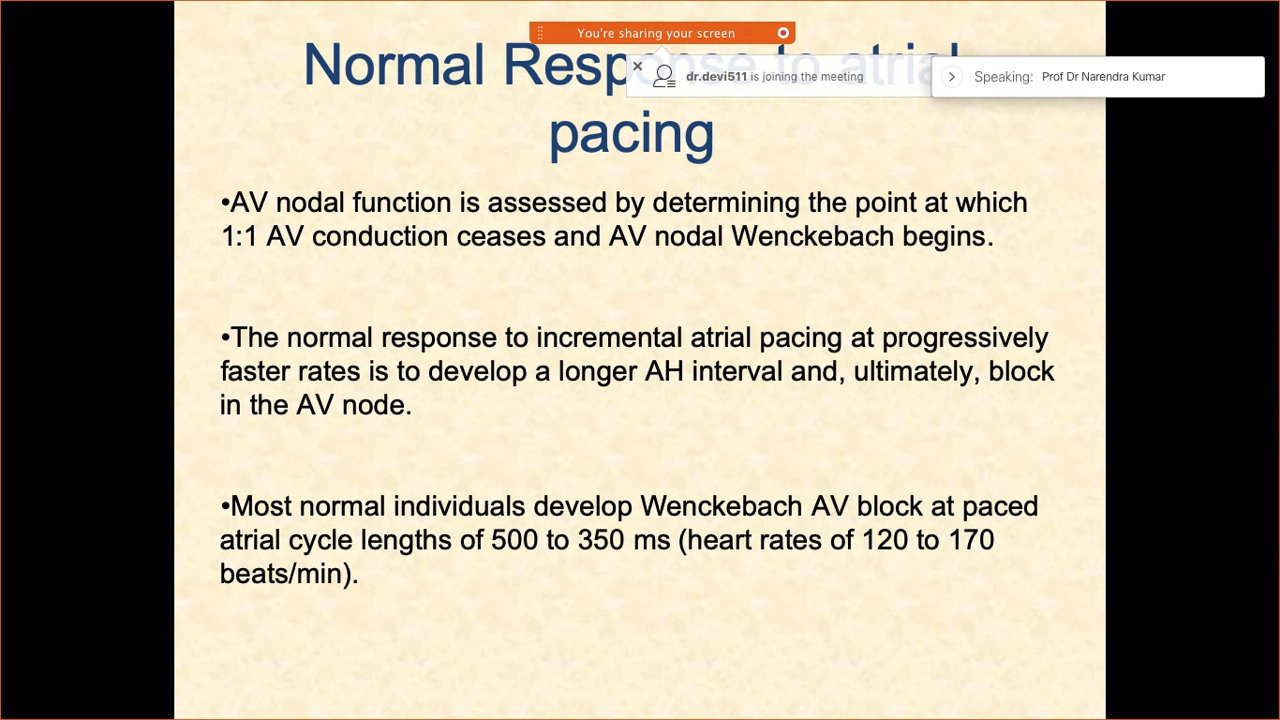 You're sharing your screen
Normal Response to atrial
dr.devi511 is joining the meeting
Speaking: Prof Dr Narendra Kumar
pacing
•AV nodal function is assessed by determining the point at which
1:1 AV conduction ceases and AV nodal Wenckebach begins.
•The normal response to incremental atrial pacing at progressively
faster rates is to develop a longer AH interval and, ultimately, block
in the AV node.
•Most normal individuals develop Wenckebach AV block at paced
atrial cycle lengths of 500 to 350 ms (heart rates of 120 to 170
beats/min).